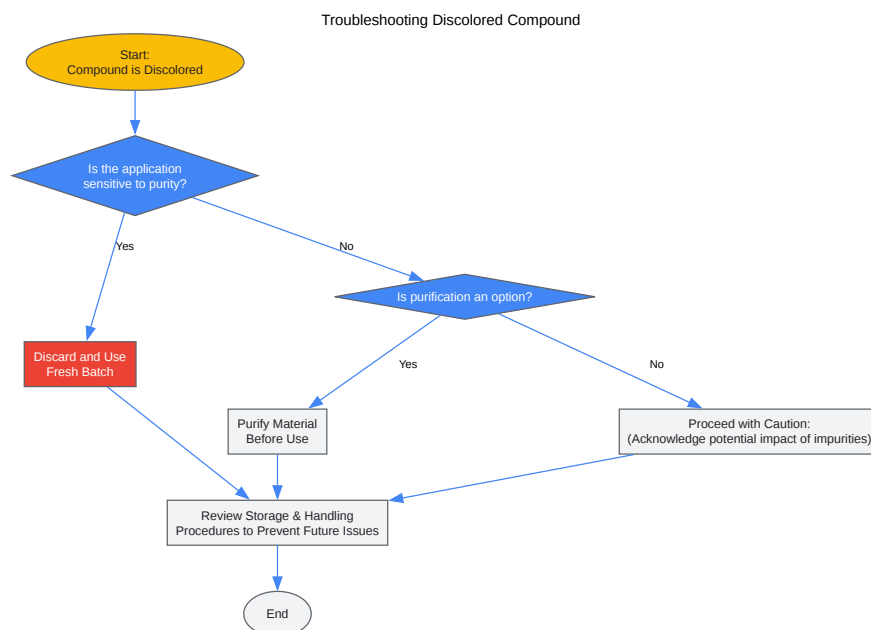 Troubleshooting Discolored Compound
Start:
Compound is Discolored
Is the application
sensitive to purity?
Yes
No
Is purification an option?
Discard and Use
Fresh Batch
Yes
No
Purify Material
Before Use
Proceed with Caution:
(Acknowledge potential impact of impurities)
Review Storage & Handling
Procedures to Prevent Future Issues
End